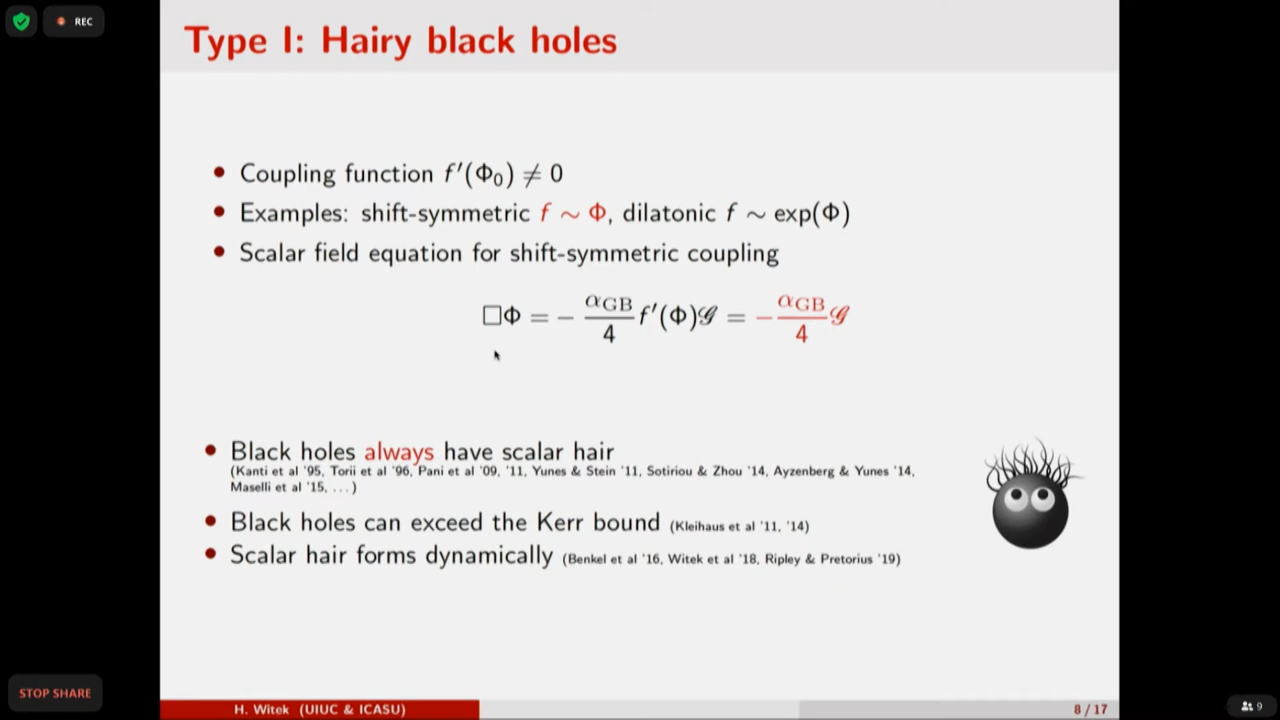 REC
Type I: Hairy black holes
• Coupling function f′(Φ₀) ≠ 0
• Examples: shift-symmetric f ∼ Φ, dilatonic f ∼ exp(Φ)
• Scalar field equation for shift-symmetric coupling
□Φ = − αGB/4 f′(Φ)𝒢 = − αGB/4 𝒢
• Black holes always have scalar hair
(Kanti et al '95, Torii et al '96, Pani et al '09, '11, Yunes & Stein '11, Sotiriou & Zhou '14, Ayzenberg & Yunes '14,
Maselli et al '15, ...)
• Black holes can exceed the Kerr bound (Kleihaus et al '11, '14)
• Scalar hair forms dynamically (Benkel et al '16, Witek et al '18, Ripley & Pretorius '19)
STOP SHARE
H. Witek (UIUC & ICASU)
8 / 17
9